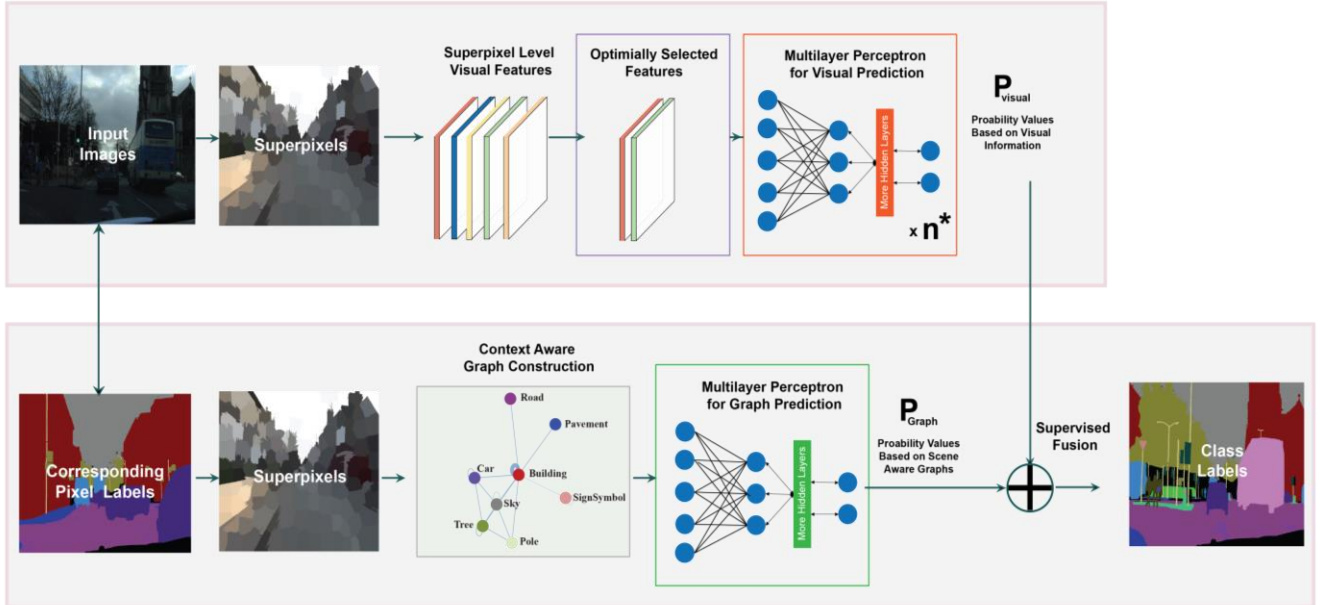 Superpixel Level
Visual Features
Optimially Selected
Features
Multilayer Perceptron
for Visual Prediction
Input
Images
Superpixels
More Hidden Layers
x n*
P visual
Proability Values
Based on Visual
Information
Context Aware
Graph Construction
Road
Pavement
Car
Building
Sky
SignSymbol
Tree
Pole
Corresponding
Pixel Labels
Superpixels
Multilayer Perceptron
for Graph Prediction
More Hidden Layers
P Graph
Proability Values
Based on Scene
Aware Graphs
Supervised
Fusion
Class
Labels